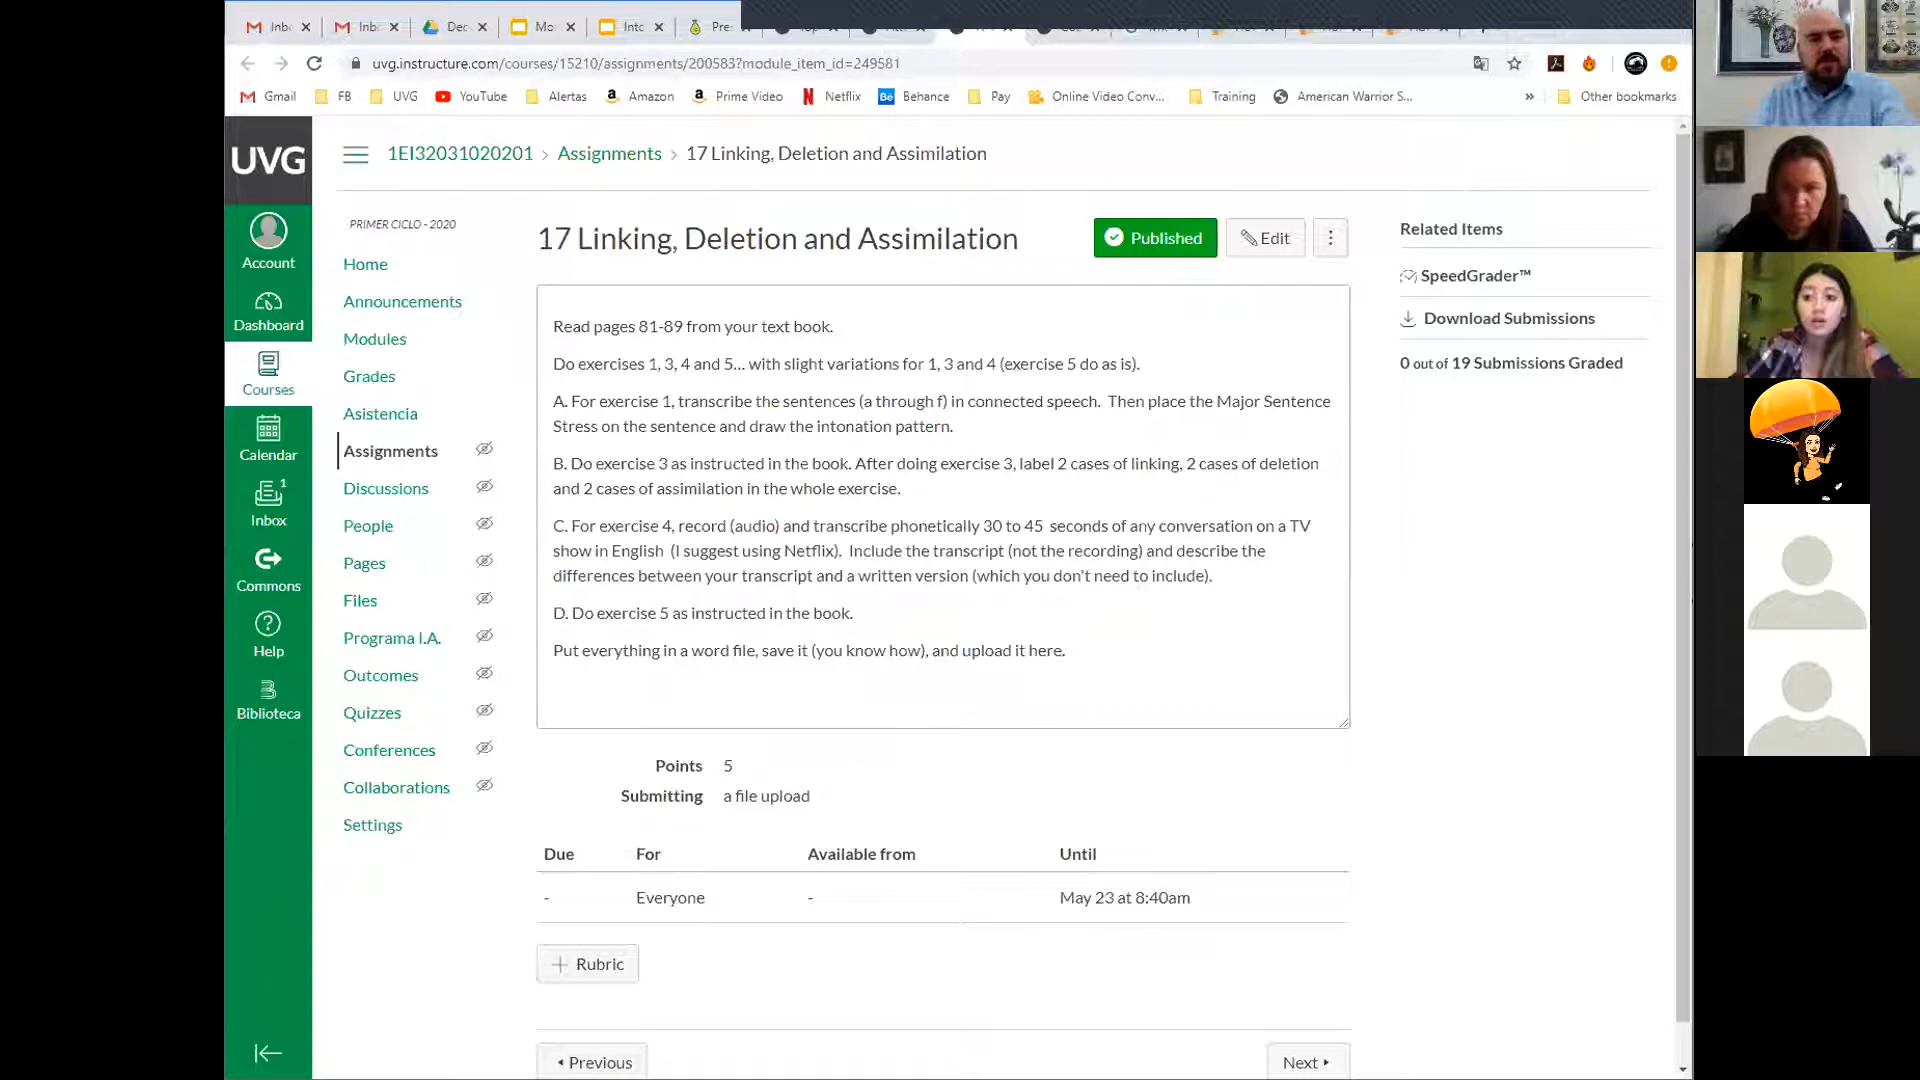 Inbo
Inb
Dec
Mo
Into
Pre
uvg.instructure.com/courses/15210/assignments/200583?module_item_id=249581
Gmail FB UVG YouTube Alertas Amazon Prime Video Netflix Behance Pay Online Video Conv... Training American Warrior S... » Other bookmarks
UVG
1EI32031020201 > Assignments > 17 Linking, Deletion and Assimilation
Account
Dashboard
Courses
Calendar
1
Inbox
Commons
Help
Biblioteca
PRIMER CICLO - 2020
Home
Announcements
Modules
Grades
Asistencia
Assignments
Discussions
People
Pages
Files
Programa I.A.
Outcomes
Quizzes
Conferences
Collaborations
Settings
17 Linking, Deletion and Assimilation
Published
Edit
Read pages 81-89 from your text book.
Do exercises 1, 3, 4 and 5... with slight variations for 1, 3 and 4 (exercise 5 do as is).
A. For exercise 1, transcribe the sentences (a through f) in connected speech. Then place the Major Sentence
Stress on the sentence and draw the intonation pattern.
B. Do exercise 3 as instructed in the book. After doing exercise 3, label 2 cases of linking, 2 cases of deletion
and 2 cases of assimilation in the whole exercise.
C. For exercise 4, record (audio) and transcribe phonetically 30 to 45 seconds of any conversation on a TV
show in English (I suggest using Netflix). Include the transcript (not the recording) and describe the
differences between your transcript and a written version (which you don't need to include).
D. Do exercise 5 as instructed in the book.
Put everything in a word file, save it (you know how), and upload it here.
Points 5
Submitting a file upload
Due For Available from Until
- Everyone - May 23 at 8:40am
Rubric
Previous
Next
Related Items
SpeedGrader™
Download Submissions
0 out of 19 Submissions Graded